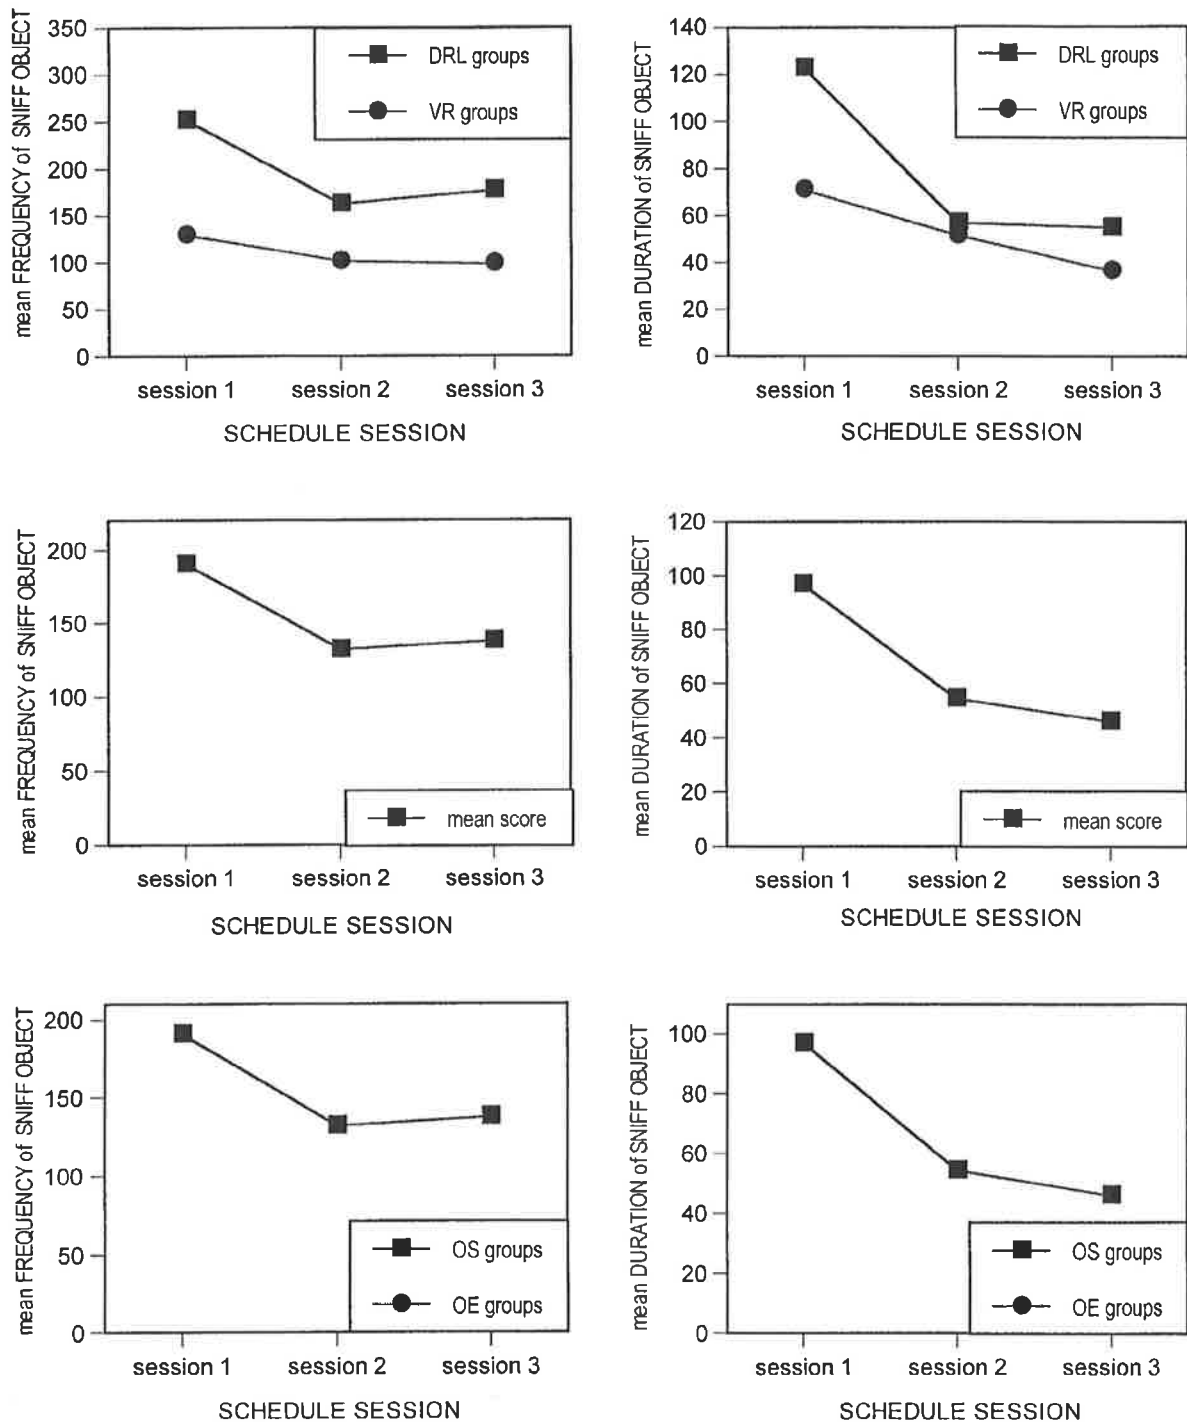 mean FREQUENCY of SNIFF OBJECT
350
300
250
200
150
100
50
0
DRL groups
VR groups
session 1 session 2 session 3
SCHEDULE SESSION
mean DURATION of SNIFF OBJECT
140
120
100
80
60
40
20
0
DRL groups
VR groups
session 1 session 2 session 3
SCHEDULE SESSION
mean FREQUENCY of SNIFF OBJECT
200
150
100
50
0
mean score
session 1 session 2 session 3
SCHEDULE SESSION
mean DURATION of SNIFF OBJECT
120
100
80
60
40
20
0
mean score
session 1 session 2 session 3
SCHEDULE SESSION
mean FREQUENCY of SNIFF OBJECT
200
150
100
50
0
OS groups
OE groups
session 1 session 2 session 3
SCHEDULE SESSION
mean DURATION of SNIFF OBJECT
100
80
60
40
20
0
OS groups
OE groups
session 1 session 2 session 3
SCHEDULE SESSION